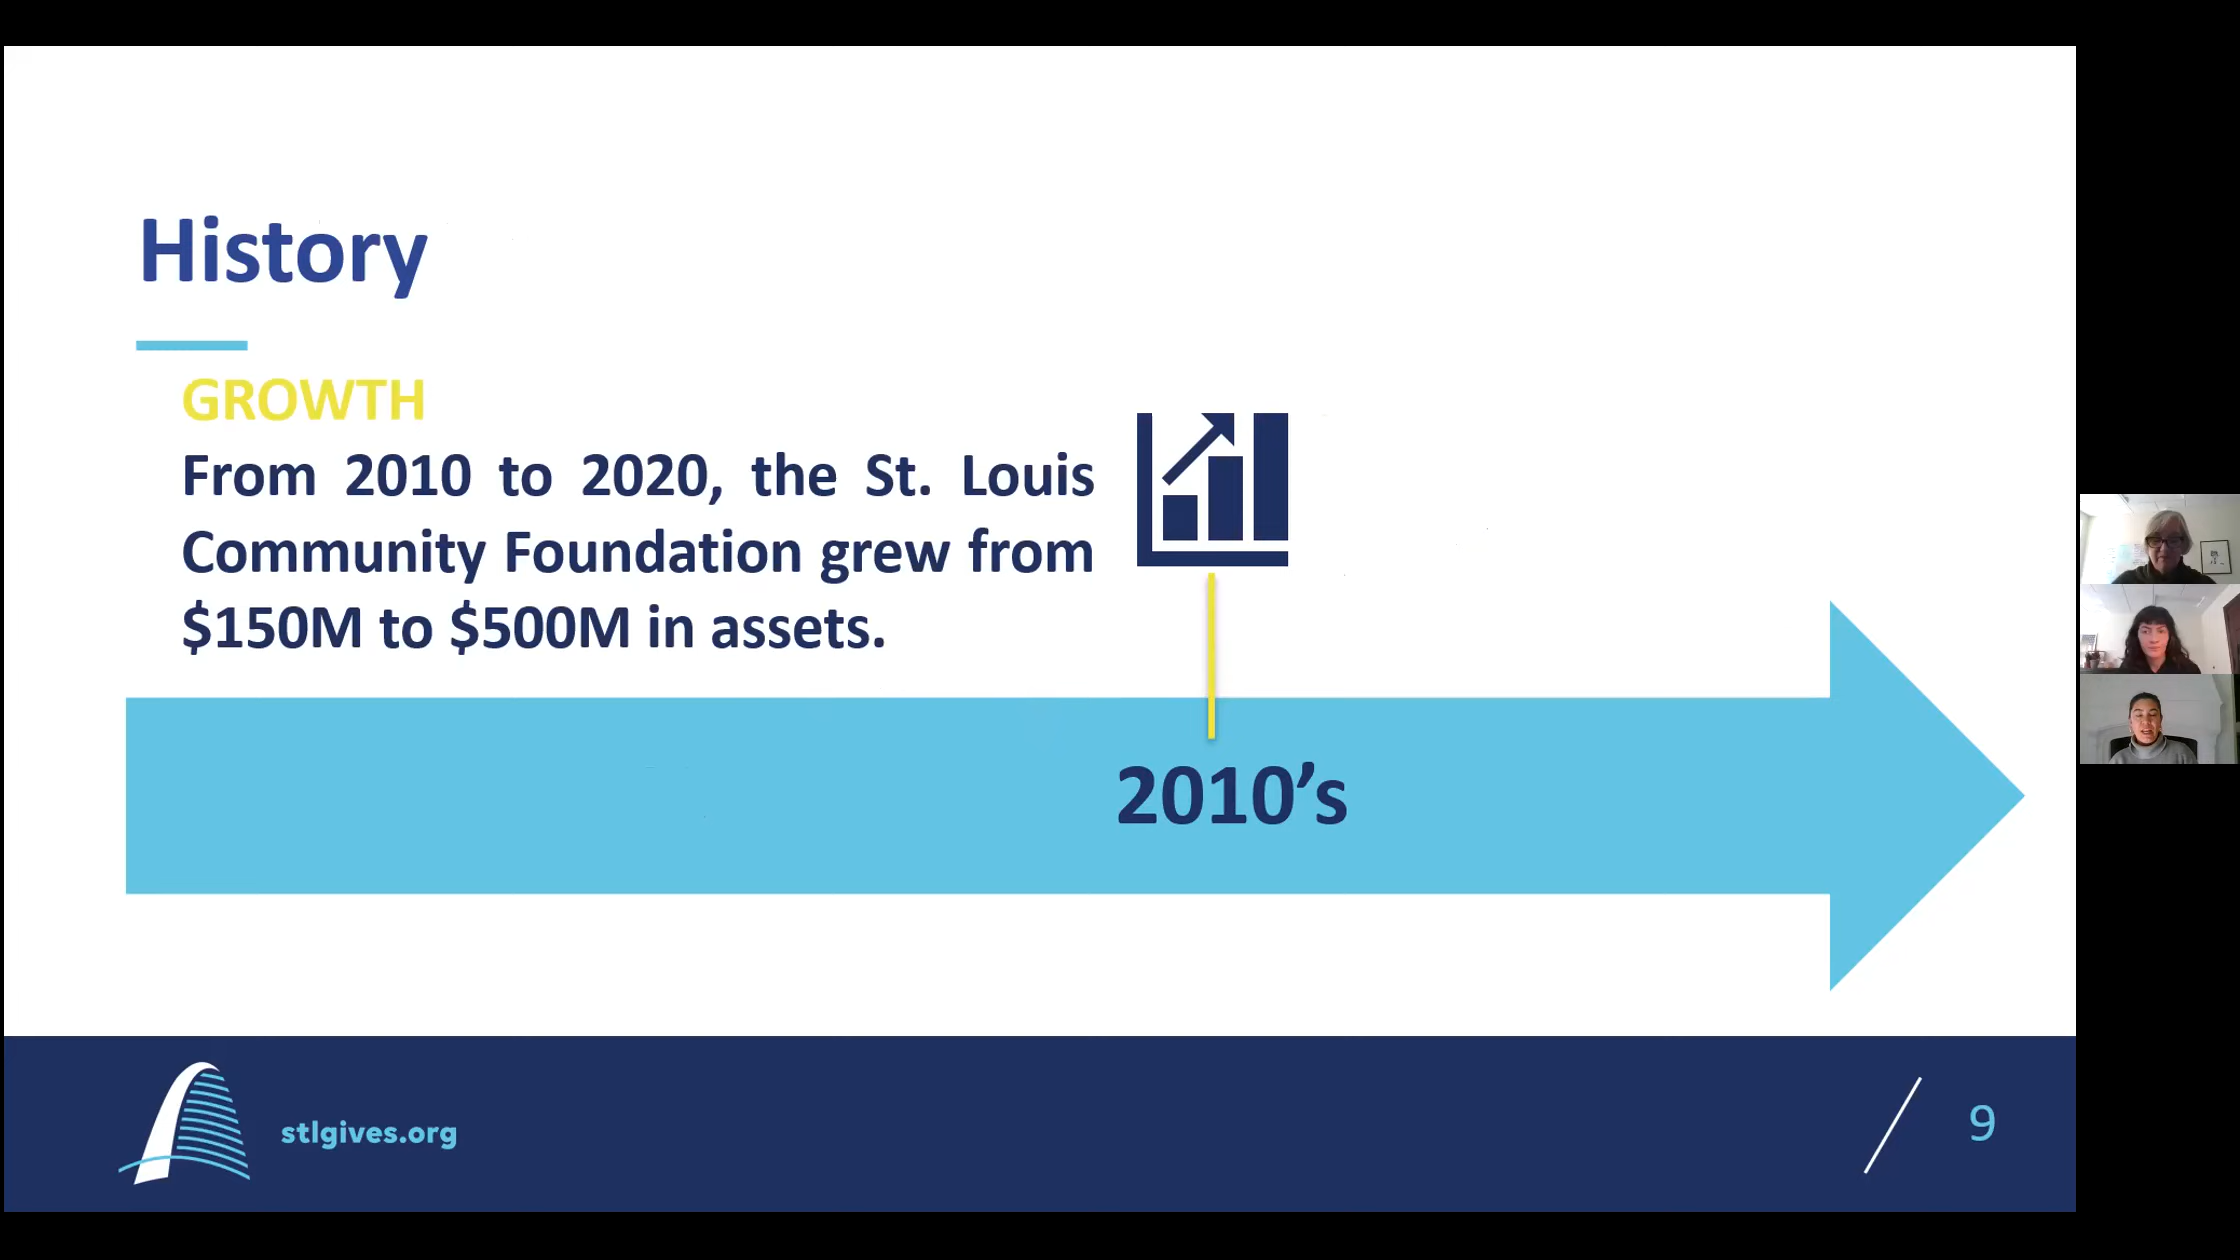 History
GROWTH
From 2010 to 2020, the St. Louis
Community Foundation grew from
$150M to $500M in assets.
2010’s
stlgives.org
9